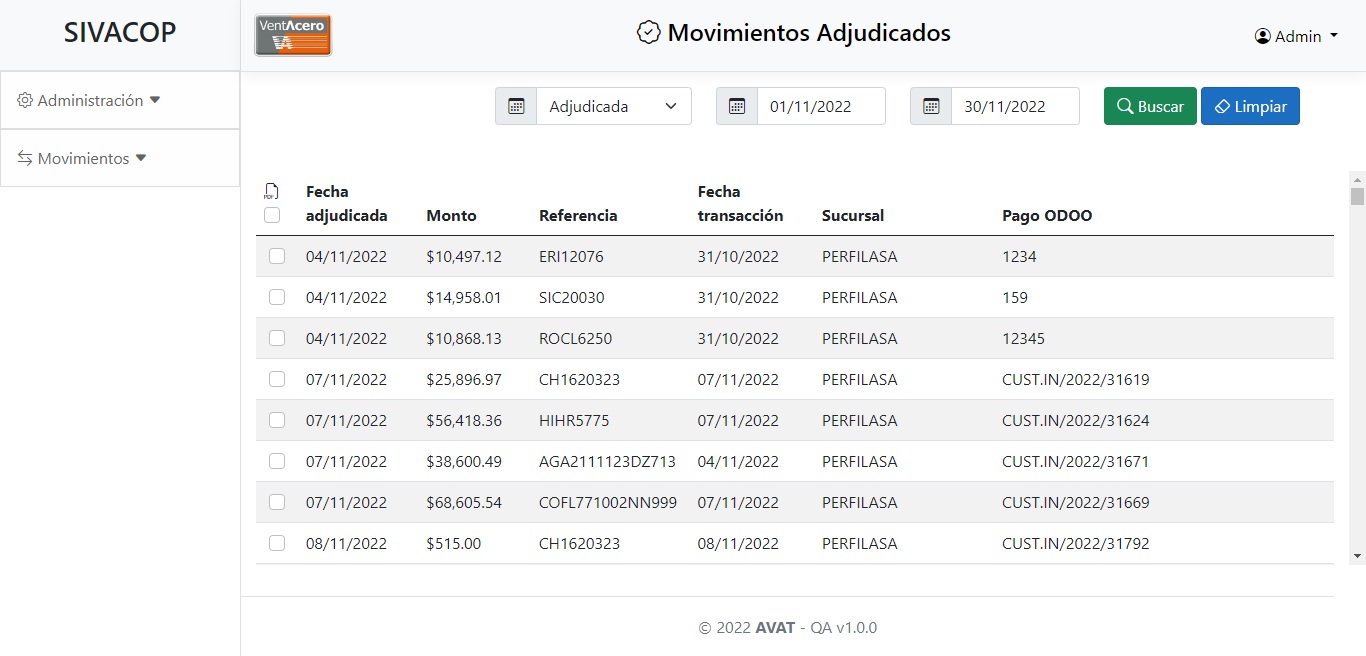 SIVACOP
VentAcero
VA
Movimientos Adjudicados
Admin
Administración
Movimientos
Adjudicada
01/11/2022
30/11/2022
Buscar
Limpiar
PDF
Fecha adjudicada Monto Referencia Fecha transacción Sucursal Pago ODOO
04/11/2022 $10,497.12 ERI12076 31/10/2022 PERFILASA 1234
04/11/2022 $14,958.01 SIC20030 31/10/2022 PERFILASA 159
04/11/2022 $10,868.13 ROCL6250 31/10/2022 PERFILASA 12345
07/11/2022 $25,896.97 CH1620323 07/11/2022 PERFILASA CUST.IN/2022/31619
07/11/2022 $56,418.36 HIHR5775 07/11/2022 PERFILASA CUST.IN/2022/31624
07/11/2022 $38,600.49 AGA2111123DZ713 04/11/2022 PERFILASA CUST.IN/2022/31671
07/11/2022 $68,605.54 COFL771002NN999 07/11/2022 PERFILASA CUST.IN/2022/31669
08/11/2022 $515.00 CH1620323 08/11/2022 PERFILASA CUST.IN/2022/31792
© 2022 AVAT - QA v1.0.0